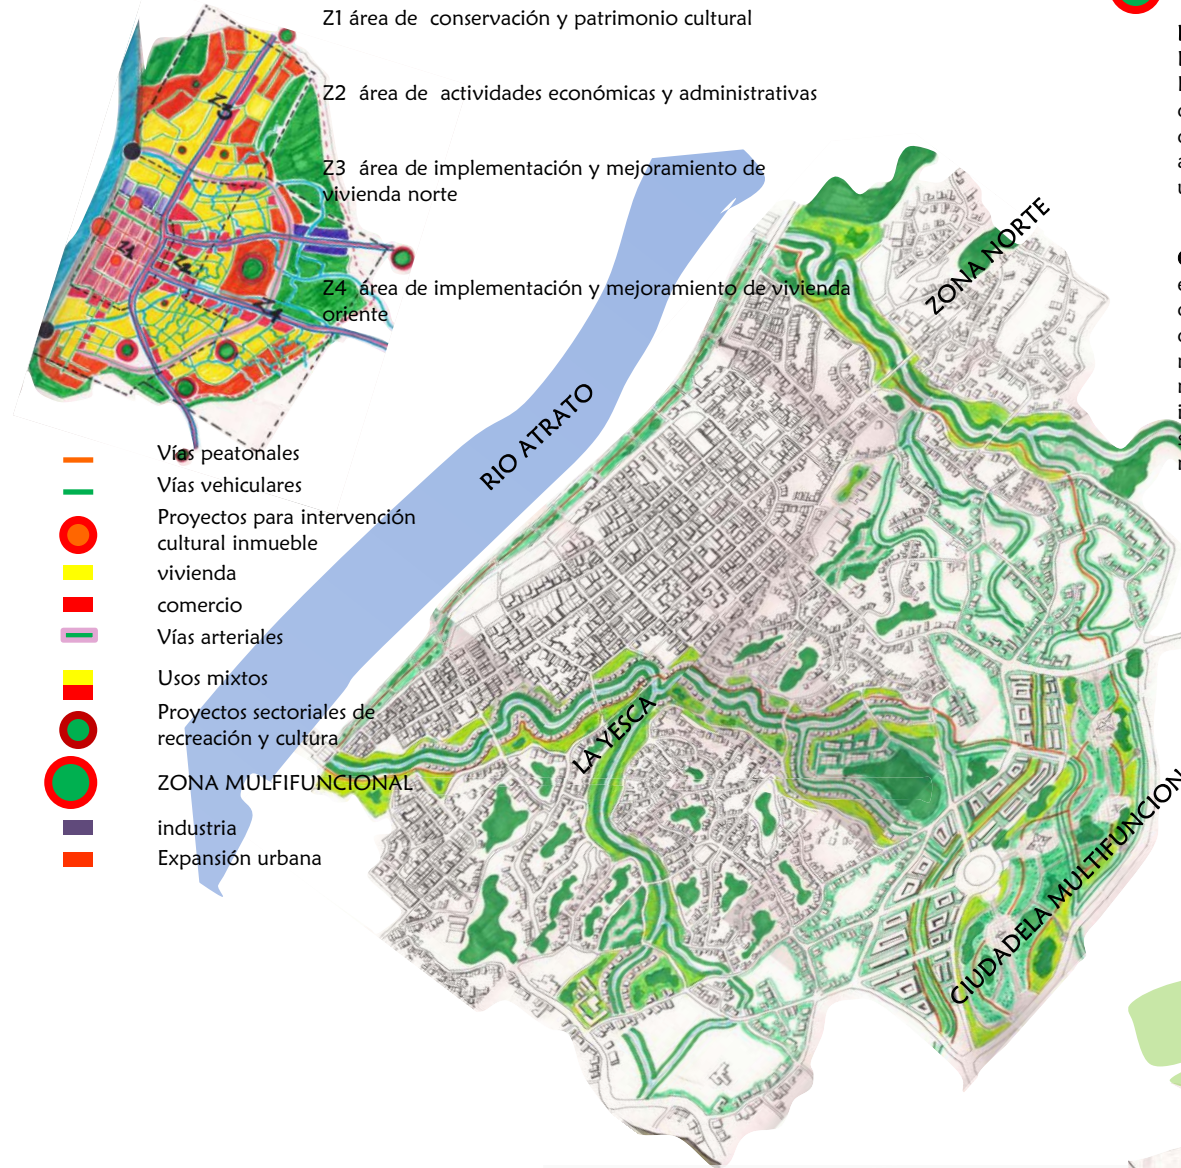 Z1 área de conservación y patrimonio cultural
Z2 área de actividades económicas y administrativas
Z3 área de implementación y mejoramiento de
vivienda norte
Z4 área de implementación y mejoramiento de vivienda
oriente
Z3
Z4
Vías peatonales
Vías vehiculares
Proyectos para intervención
cultural inmueble
vivienda
comercio
Vías arteriales
Usos mixtos
Proyectos sectoriales de
recreación y cultura
ZONA MULFIFUNCIONAL
industria
Expansión urbana
RIO ATRATO
ZONA NORTE
LA YESCA
CIUDADELA MULTIFUNCION